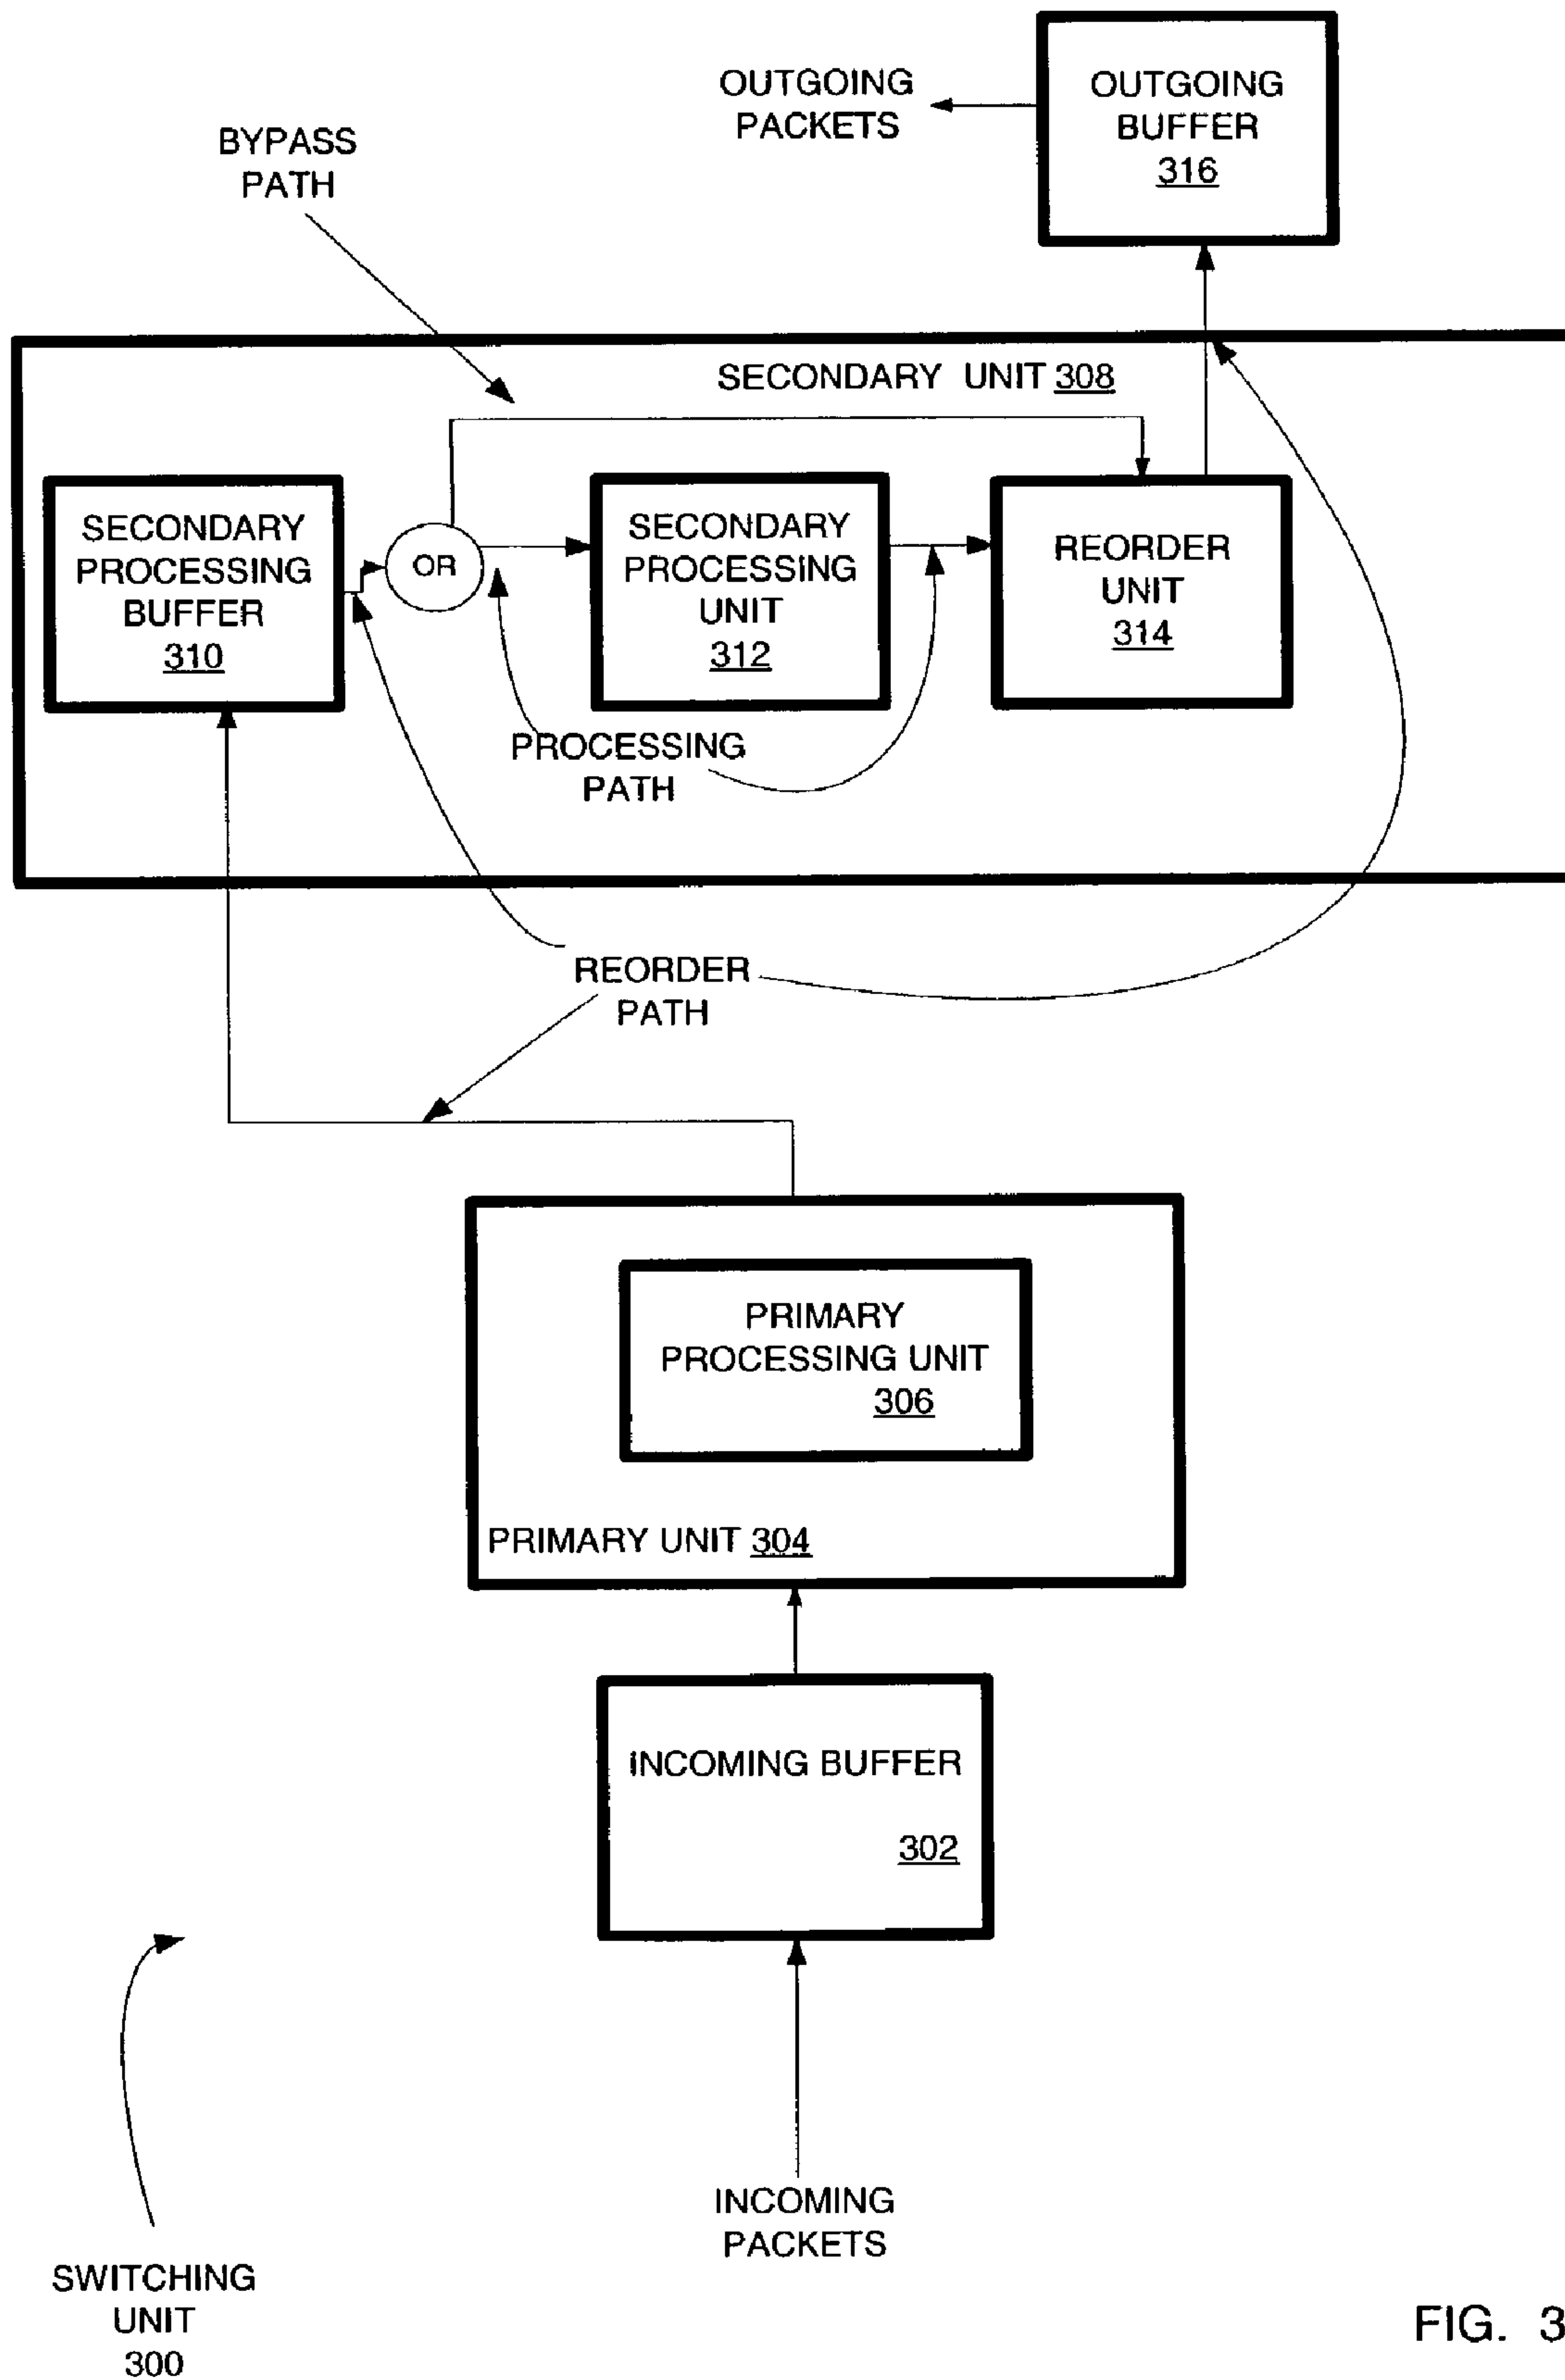 OUTGOING
PACKETS
OUTGOING
BUFFER
316
BYPASS
PATH
SECONDARY UNIT 308
SECONDARY
PROCESSING
BUFFER
310
OR
SECONDARY
PROCESSING
UNIT
312
REORDER
UNIT
314
PROCESSING
PATH
REORDER
PATH
PRIMARY
PROCESSING UNIT
306
PRIMARY UNIT 304
INCOMING BUFFER
302
INCOMING
PACKETS
SWITCHING
UNIT
300
FIG. 3